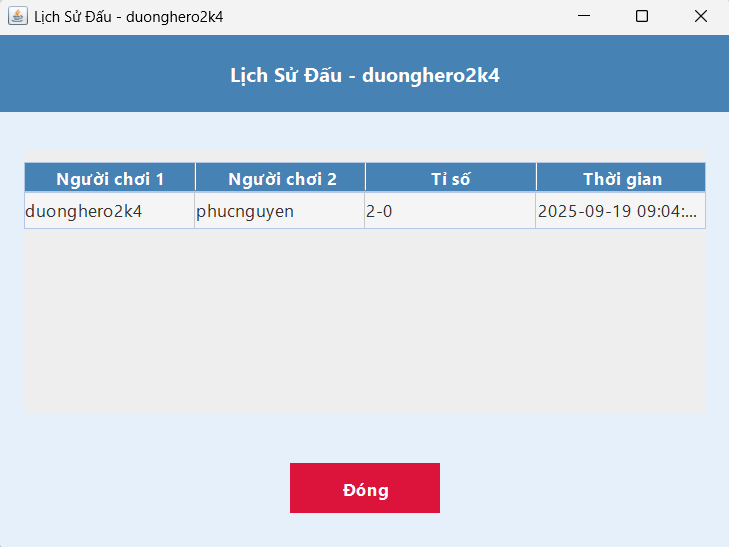 Lịch Sử Đấu - duonghero2k4
Lịch Sử Đấu - duonghero2k4
Người chơi 1 Người chơi 2 Tỉ số Thời gian
duonghero2k4 phucnguyen 2-0 2025-09-19 09:04:...
Đóng